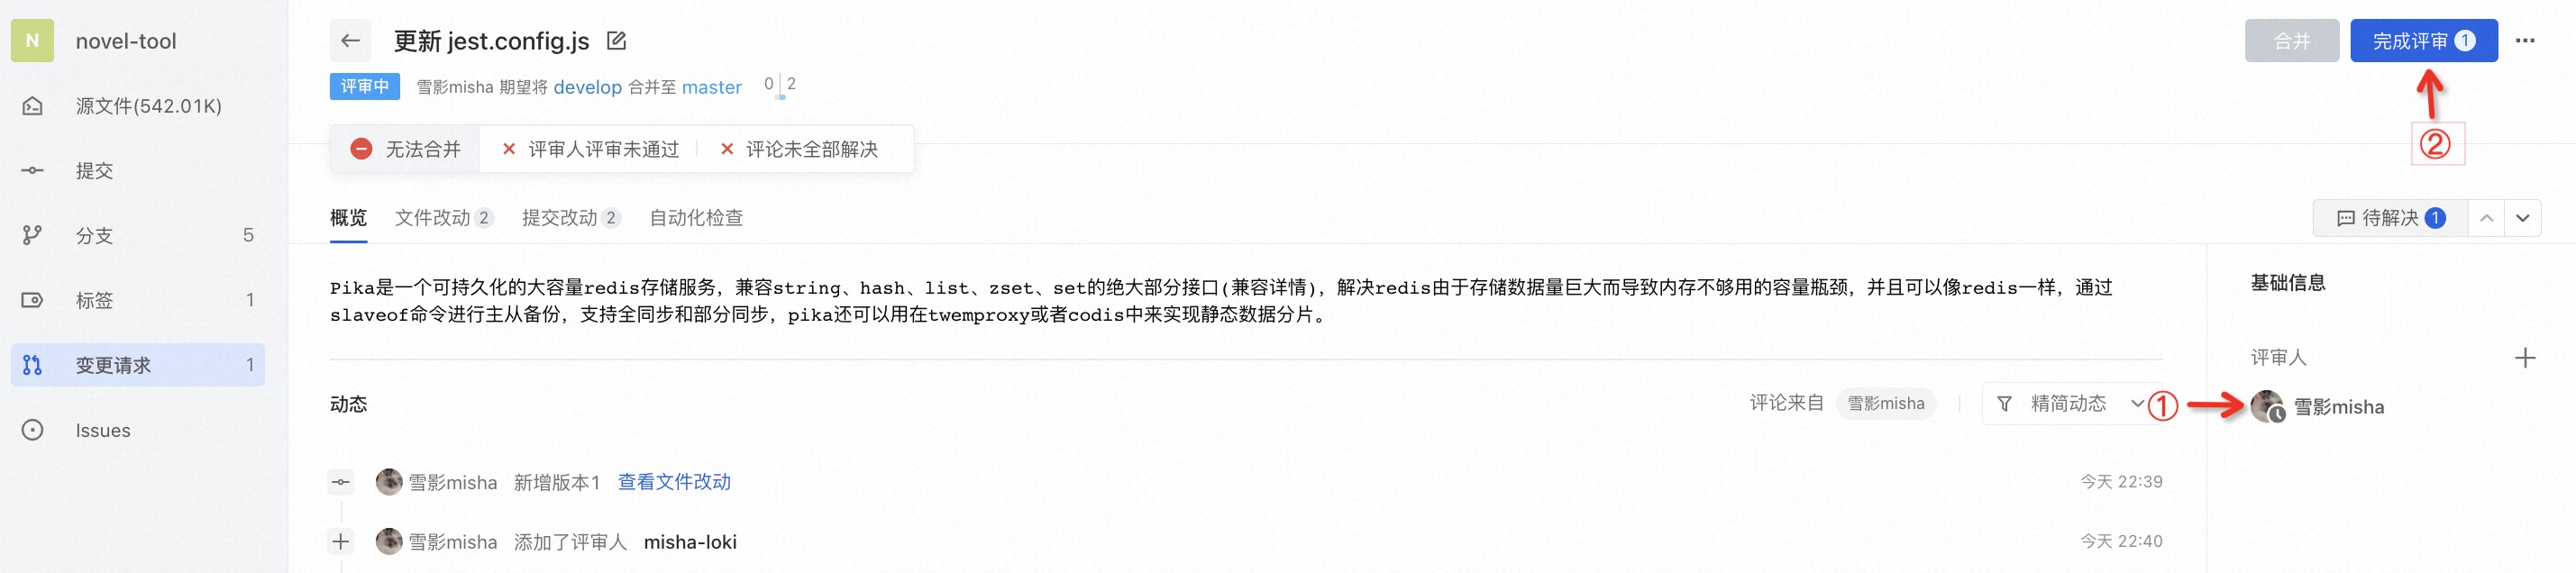 N novel-tool
源文件(542.01K)
提交
分支 5
标签 1
变更请求 1
Issues
更新 jest.config.js
合并 完成评审 1
评审中 雪影misha 期望将 develop 合并至 master 0 2
②
无法合并 评审人评审未通过 评论未全部解决
概览 文件改动 2 提交改动 2 自动化检查
待解决 1
Pika是一个可持久化的大容量redis存储服务，兼容string、hash、list、zset、set的绝大部分接口(兼容详情)，解决redis由于存储数据量巨大而导致内存不够用的容量瓶颈，并且可以像redis一样，通过
slaveof命令进行主从备份，支持全同步和部分同步，pika还可以用在twemproxy或者codis中来实现静态数据分片。
动态 评论来自 雪影misha 精简动态
雪影misha 新增版本1 查看文件改动 今天 22:39
雪影misha 添加了评审人 misha-loki 今天 22:40
基础信息
评审人
① 雪影misha